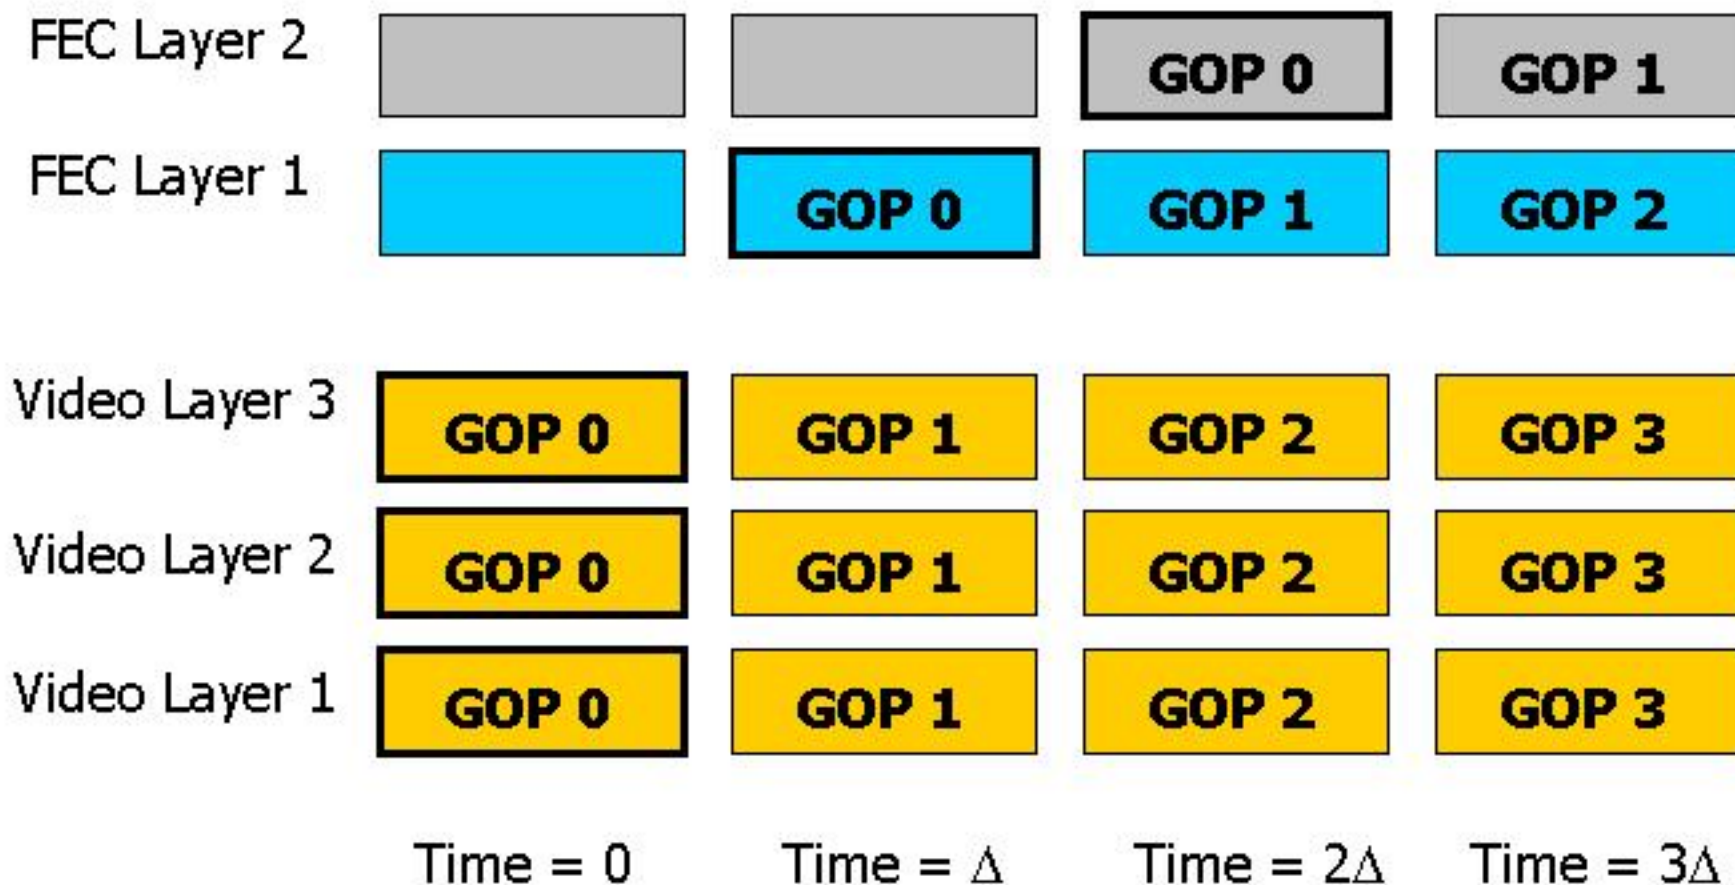 FEC Layer 2 GOP 0 GOP 1
FEC Layer 1 GOP 0 GOP 1 GOP 2
Video Layer 3 GOP 0 GOP 1 GOP 2 GOP 3
Video Layer 2 GOP 0 GOP 1 GOP 2 GOP 3
Video Layer 1 GOP 0 GOP 1 GOP 2 GOP 3
Time = 0 Time = Δ Time = 2Δ Time = 3Δ